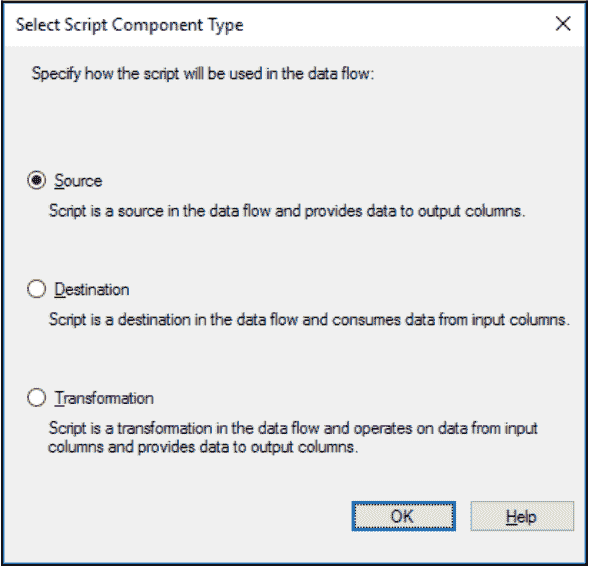 Select Script Component Type
Specify how the script will be used in the data flow:
Source
Script is a source in the data flow and provides data to output columns.
Destination
Script is a destination in the data flow and consumes data from input columns.
Transformation
Script is a transformation in the data flow and operates on data from input
columns and provides data to output columns.
OK
Help